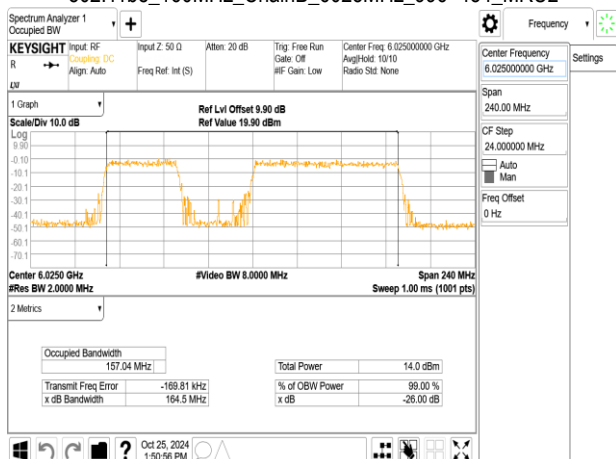 Spectrum Analyzer 1
Occupied BW
Frequency
KEYSIGHT Input: RF Input Z: 50 Ω Atten: 20 dB Trig: Free Run Center Freq: 6.025000000 GHz
R Coupling: DC Gate: Off Avg|Hold: 10/10
Align: Auto Freq Ref: Int (S) #IF Gain: Low Radio Std: None
Center Frequency
6.025000000 GHz
Settings
Span
240.00 MHz
CF Step
24.000000 MHz
Auto
Man
Freq Offset
0 Hz
1 Graph
Ref Lvl Offset 9.90 dB
Scale/Div 10.0 dB Ref Value 19.90 dBm
Log
9.90
-0.10
-10.1
-20.1
-30.1
-40.1
-50.1
-60.1
-70.1
Center 6.0250 GHz #Video BW 8.0000 MHz Span 240 MHz
#Res BW 2.0000 MHz Sweep 1.00 ms (1001 pts)
2 Metrics
Occupied Bandwidth
157.04 MHz
Total Power 14.0 dBm
Transmit Freq Error -169.81 kHz % of OBW Power 99.00 %
x dB Bandwidth 164.5 MHz x dB -26.00 dB
Oct 25, 2024
1:50:56 PM